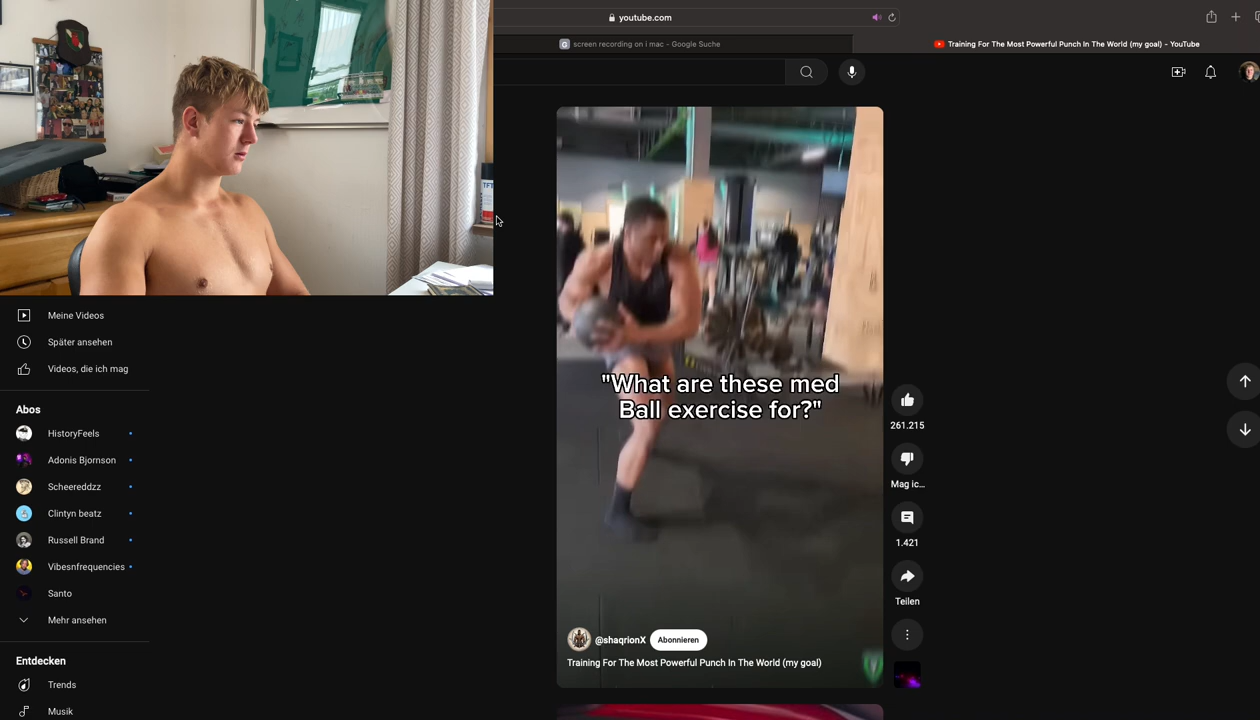 youtube.com
screen recording on i mac - Google Suche
Training For The Most Powerful Punch In The World (my goal) - YouTube
TFT
Meine Videos
Später ansehen
Videos, die ich mag
Abos
HistoryFeels
Adonis Bjornson
Scheereddzz
Clintyn beatz
Russell Brand
Vibesnfrequencies
Santo
Mehr ansehen
Entdecken
Trends
Musik
"What are these med
Ball exercise for?"
261.215
Mag ic...
1.421
Teilen
@shaqrionX
Abonnieren
Training For The Most Powerful Punch In The World (my goal)